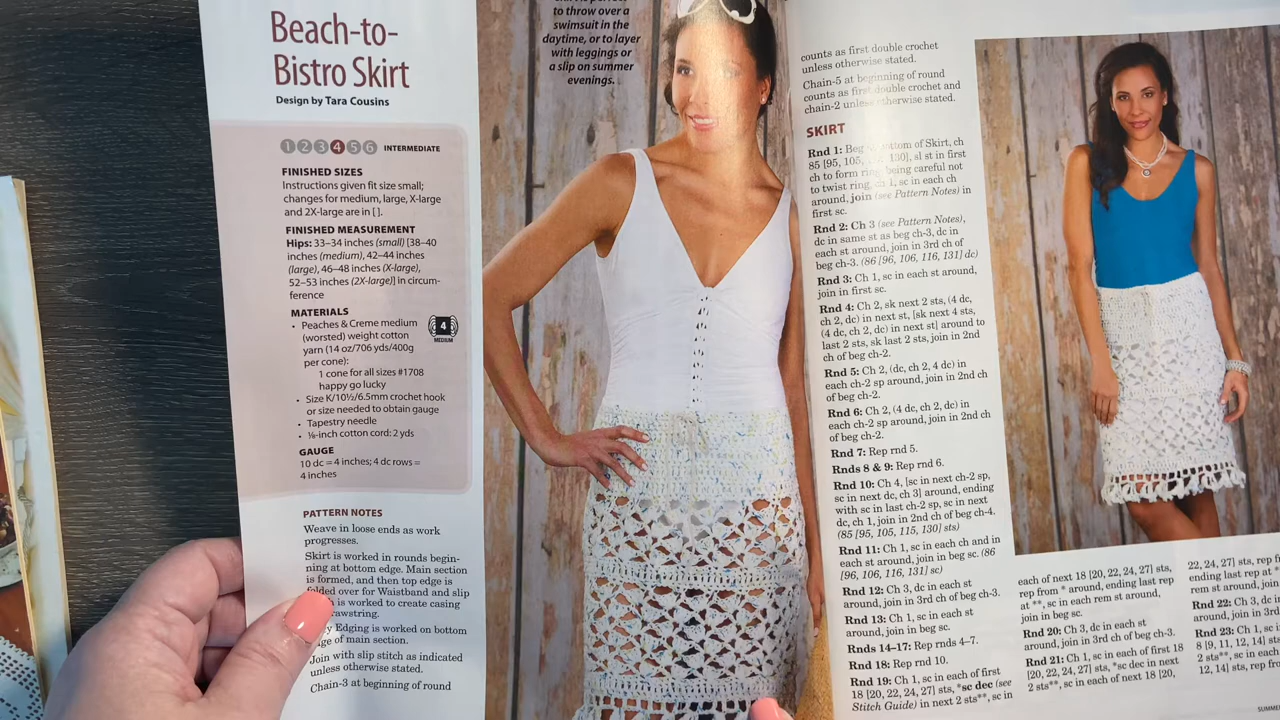 Beach-to-
Bistro Skirt
Design by Tara Cousins
1 2 3 4 5 6 INTERMEDIATE
FINISHED SIZES
Instructions given fit size small;
changes for medium, large, X-large
and 2X-large are in [ ].
FINISHED MEASUREMENT
Hips: 33–34 inches (small) [38–40
inches (medium), 42–44 inches
(large), 46–48 inches (X-large),
52–53 inches (2X-large)] in circum-
ference
MATERIALS
• Peaches & Creme medium
(worsted) weight cotton
yarn (14 oz/706 yds/400g
per cone):
1 cone for all sizes #1708
happy go lucky
• Size K/10½/6.5mm crochet hook
or size needed to obtain gauge
• Tapestry needle
• ⅛-inch cotton cord: 2 yds
4
MEDIUM
GAUGE
10 dc = 4 inches; 4 dc rows =
4 inches
PATTERN NOTES
Weave in loose ends as work
progresses.
Skirt is worked in rounds begin-
ning at bottom edge. Main section
is formed, and then top edge is
folded over for Waistband and slip
is worked to create casing
Edging is worked on bottom
of main section.
Join with slip stitch as indicated
unless otherwise stated.
Chain-3 at beginning of round
to throw over a
swimsuit in the
daytime, or to layer
with leggings or
a slip on summer
evenings.
counts as first double crochet
unless otherwise stated.
Chain-5 at beginning of round
counts as first double crochet and
chain-2 unless otherwise stated.
SKIRT
Rnd 1: Beg bottom of Skirt, ch
85 [95, 105, 130], sl st in first
ch to form ring, being careful not
to twist ring, ch 1, sc in each ch
around, join (see Pattern Notes) in
first sc.
Rnd 2: Ch 3 (see Pattern Notes),
dc in same st as beg ch-3, dc in
each st around, join in 3rd ch of
beg ch-3. (86 [96, 106, 116, 131] dc)
Rnd 3: Ch 1, sc in each st around,
join in first sc.
Rnd 4: Ch 2, sk next 2 sts, (4 dc,
ch 2, dc) in next st, [sk next 4 sts,
(4 dc, ch 2, dc) in next st] around to
last 2 sts, sk last 2 sts, join in 2nd
ch of beg ch-2.
Rnd 5: Ch 2, (dc, ch 2, 4 dc) in
each ch-2 sp around, join in 2nd ch
of beg ch-2.
Rnd 6: Ch 2, (4 dc, ch 2, dc) in
each ch-2 sp around, join in 2nd ch
of beg ch-2.
Rnd 7: Rep rnd 5.
Rnds 8 & 9: Rep rnd 6.
Rnd 10: Ch 4, [sc in next ch-2 sp,
sc in next dc, ch 3] around, ending
with sc in last ch-2 sp, sc in next
dc, ch 1, join in 2nd ch of beg ch-4.
(85 [95, 105, 115, 130] sts)
Rnd 11: Ch 1, sc in each ch and in
each sc around, join in beg sc. (86
[96, 106, 116, 131] sc)
Rnd 12: Ch 3, dc in each st
around, join in 3rd ch of beg ch-3.
Rnd 13: Ch 1, sc in each st
around, join in beg sc.
Rnds 14–17: Rep rnds 4–7.
Rnd 18: Rep rnd 10.
Rnd 19: Ch 1, sc in each of first
18 [20, 22, 24, 27] sts, *sc dec (see
Stitch Guide) in next 2 sts**, sc in
each of next 18 [20, 22, 24, 27] sts,
rep from * around, ending last rep
at **, sc in each rem st around,
join in beg sc.
Rnd 20: Ch 3, dc in each st
around, join in 3rd ch of beg ch-3.
Rnd 21: Ch 1, sc in each of first 18
[20, 22, 24, 27] sts, *sc dec in next
2 sts**, sc in each of next 18 [20,
22, 24, 27] sts, rep
ending last rep at
rem st around, join
Rnd 22: Ch 3, dc in
around, join in 3rd
Rnd 23: Ch 1, sc
8 [9, 11, 12, 14]
2 sts**, sc in each
12, 14] sts, rep